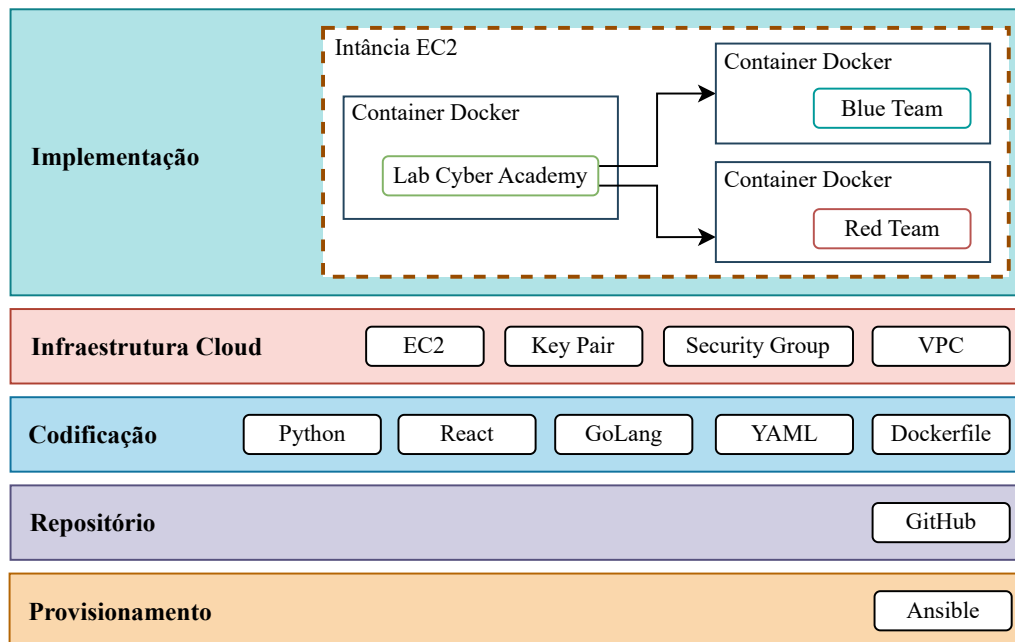 Intância EC2
Container Docker
Blue Team
Container Docker
Lab Cyber Academy
Implementação
Container Docker
Red Team
Infraestrutura Cloud
EC2
Key Pair
Security Group
VPC
Codificação
Python
React
GoLang
YAML
Dockerfile
Repositório
GitHub
Provisionamento
Ansible